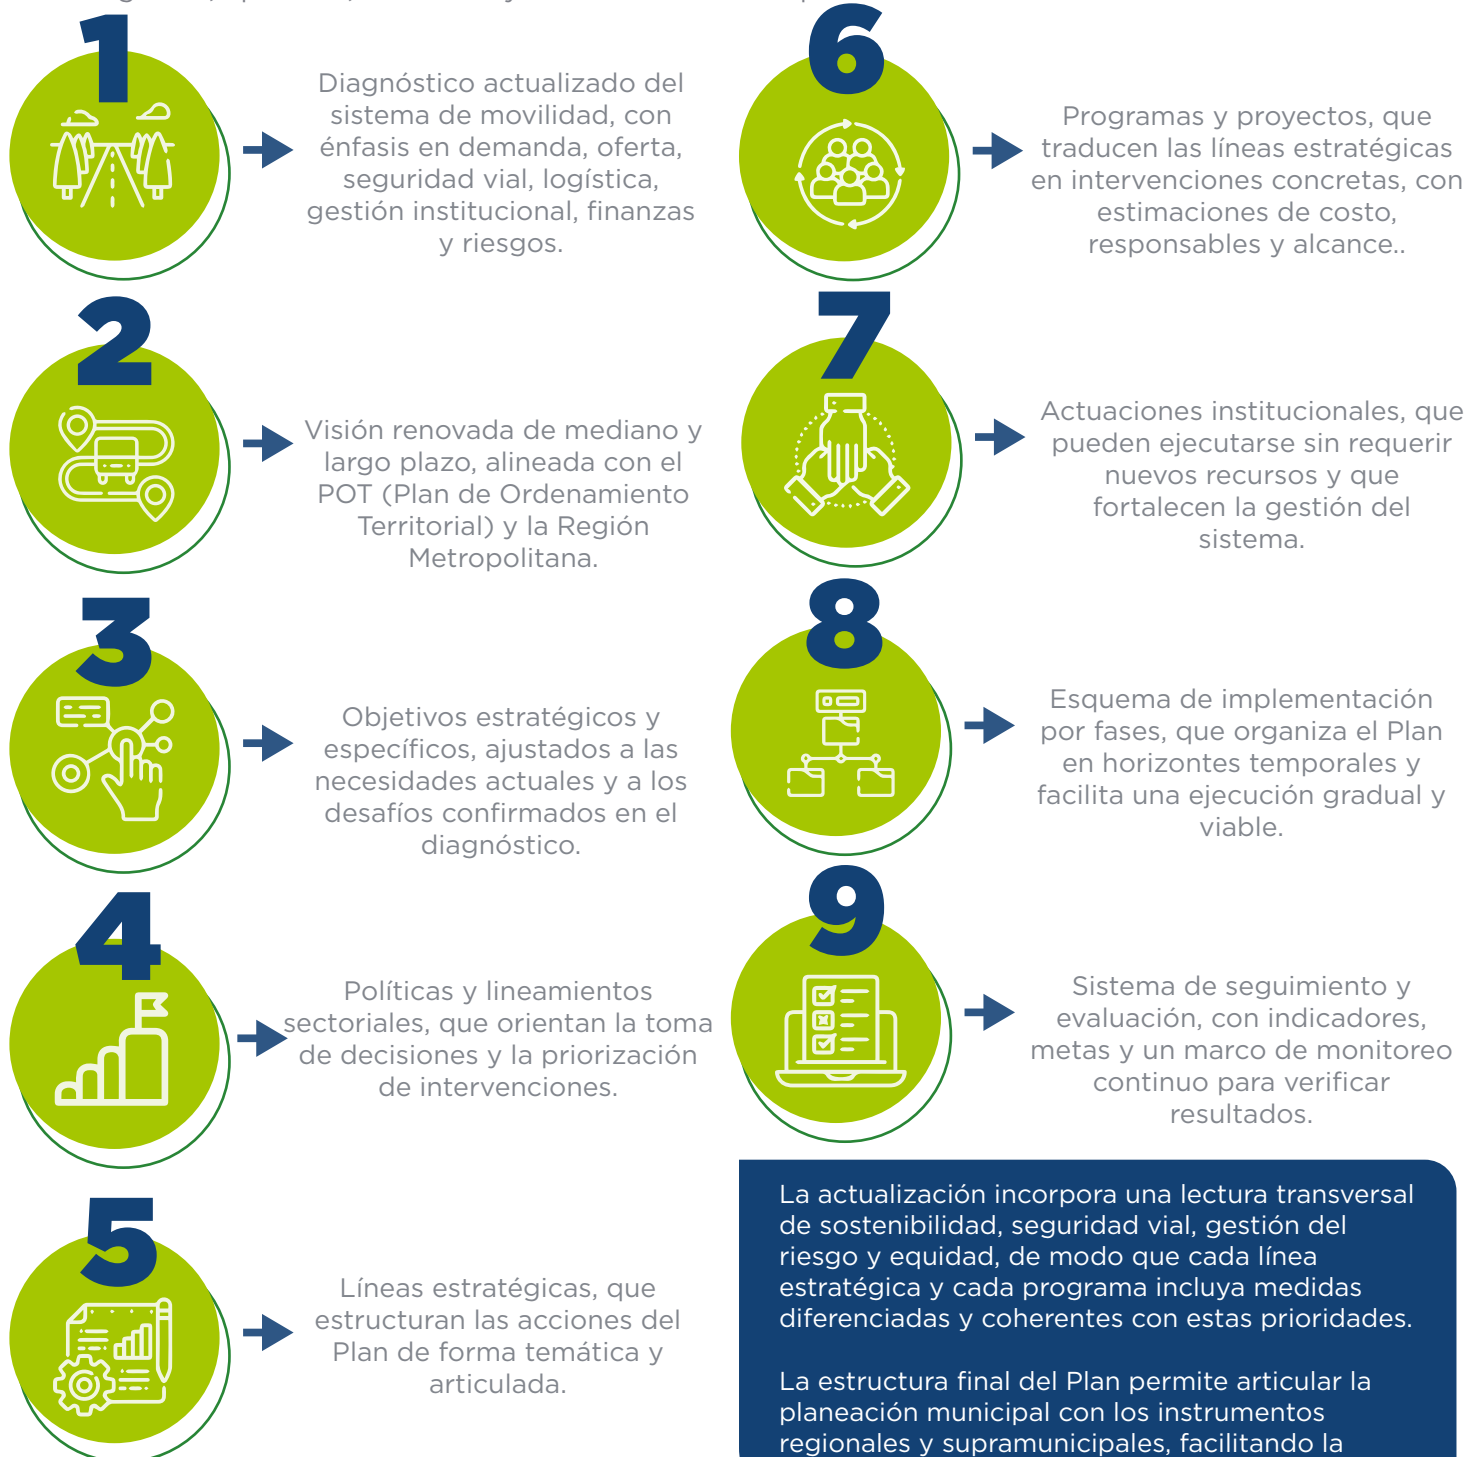 1
Diagnóstico actualizado del
sistema de movilidad, con
énfasis en demanda, oferta,
seguridad vial, logística,
gestión institucional, finanzas
y riesgos.
2
Visión renovada de mediano y
largo plazo, alineada con el
POT (Plan de Ordenamiento
Territorial) y la Región
Metropolitana.
3
Objetivos estratégicos y
específicos, ajustados a las
necesidades actuales y a los
desafíos confirmados en el
diagnóstico.
4
Políticas y lineamientos
sectoriales, que orientan la toma
de decisiones y la priorización
de intervenciones.
5
Líneas estratégicas, que
estructuran las acciones del
Plan de forma temática y
articulada.
6
Programas y proyectos, que
traducen las líneas estratégicas
en intervenciones concretas, con
estimaciones de costo,
responsables y alcance..
7
Actuaciones institucionales, que
pueden ejecutarse sin requerir
nuevos recursos y que
fortalecen la gestión del
sistema.
8
Esquema de implementación
por fases, que organiza el Plan
en horizontes temporales y
facilita una ejecución gradual y
viable.
9
Sistema de seguimiento y
evaluación, con indicadores,
metas y un marco de monitoreo
continuo para verificar
resultados.
La actualización incorpora una lectura transversal
de sostenibilidad, seguridad vial, gestión del
riesgo y equidad, de modo que cada línea
estratégica y cada programa incluya medidas
diferenciadas y coherentes con estas prioridades.
La estructura final del Plan permite articular la
planeación municipal con los instrumentos
regionales y supramunicipales, facilitando la